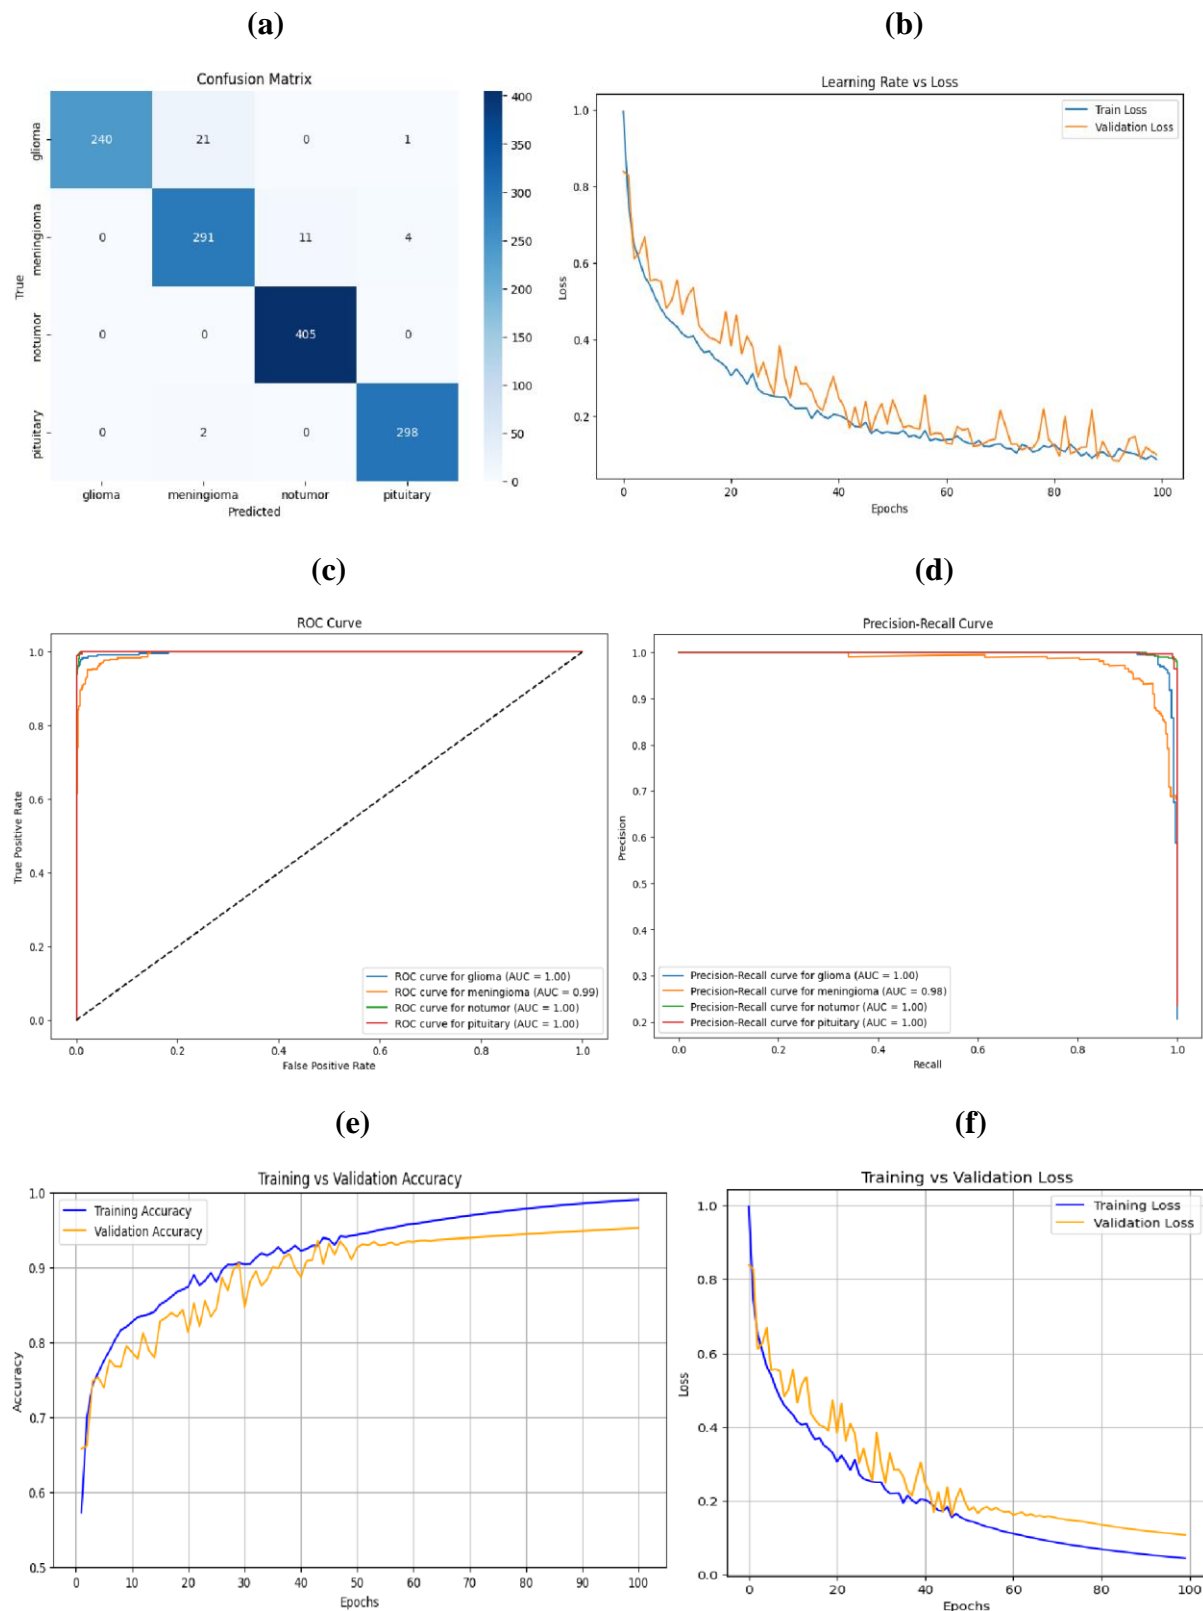 (a)
(b)
Confusion Matrix
glioma
meningioma
notumor
pituitary
True
240 21 0 1
0 291 11 4
0 0 405 0
0 2 0 298
glioma meningioma notumor pituitary
Predicted
400
350
300
250
200
150
100
50
0
Learning Rate vs Loss
Train Loss
Validation Loss
1.0
0.8
0.6
0.4
0.2
Loss
0 20 40 60 80 100
Epochs
(c)
(d)
ROC Curve
1.0
0.8
0.6
0.4
0.2
0.0
True Positive Rate
ROC curve for glioma (AUC = 1.00)
ROC curve for meningioma (AUC = 0.99)
ROC curve for notumor (AUC = 1.00)
ROC curve for pituitary (AUC = 1.00)
0.0 0.2 0.4 0.6 0.8 1.0
False Positive Rate
Precision-Recall Curve
1.0
0.9
0.8
0.7
0.6
0.5
0.4
0.3
0.2
Precision
Precision-Recall curve for glioma (AUC = 1.00)
Precision-Recall curve for meningioma (AUC = 0.98)
Precision-Recall curve for notumor (AUC = 1.00)
Precision-Recall curve for pituitary (AUC = 1.00)
0.0 0.2 0.4 0.6 0.8 1.0
Recall
(e)
(f)
Training vs Validation Accuracy
Training Accuracy
Validation Accuracy
1.0
0.9
0.8
0.7
0.6
0.5
Accuracy
0 10 20 30 40 50 60 70 80 90 100
Epochs
Training vs Validation Loss
Training Loss
Validation Loss
1.0
0.8
0.6
0.4
0.2
0.0
Loss
0 20 40 60 80 100
Epochs